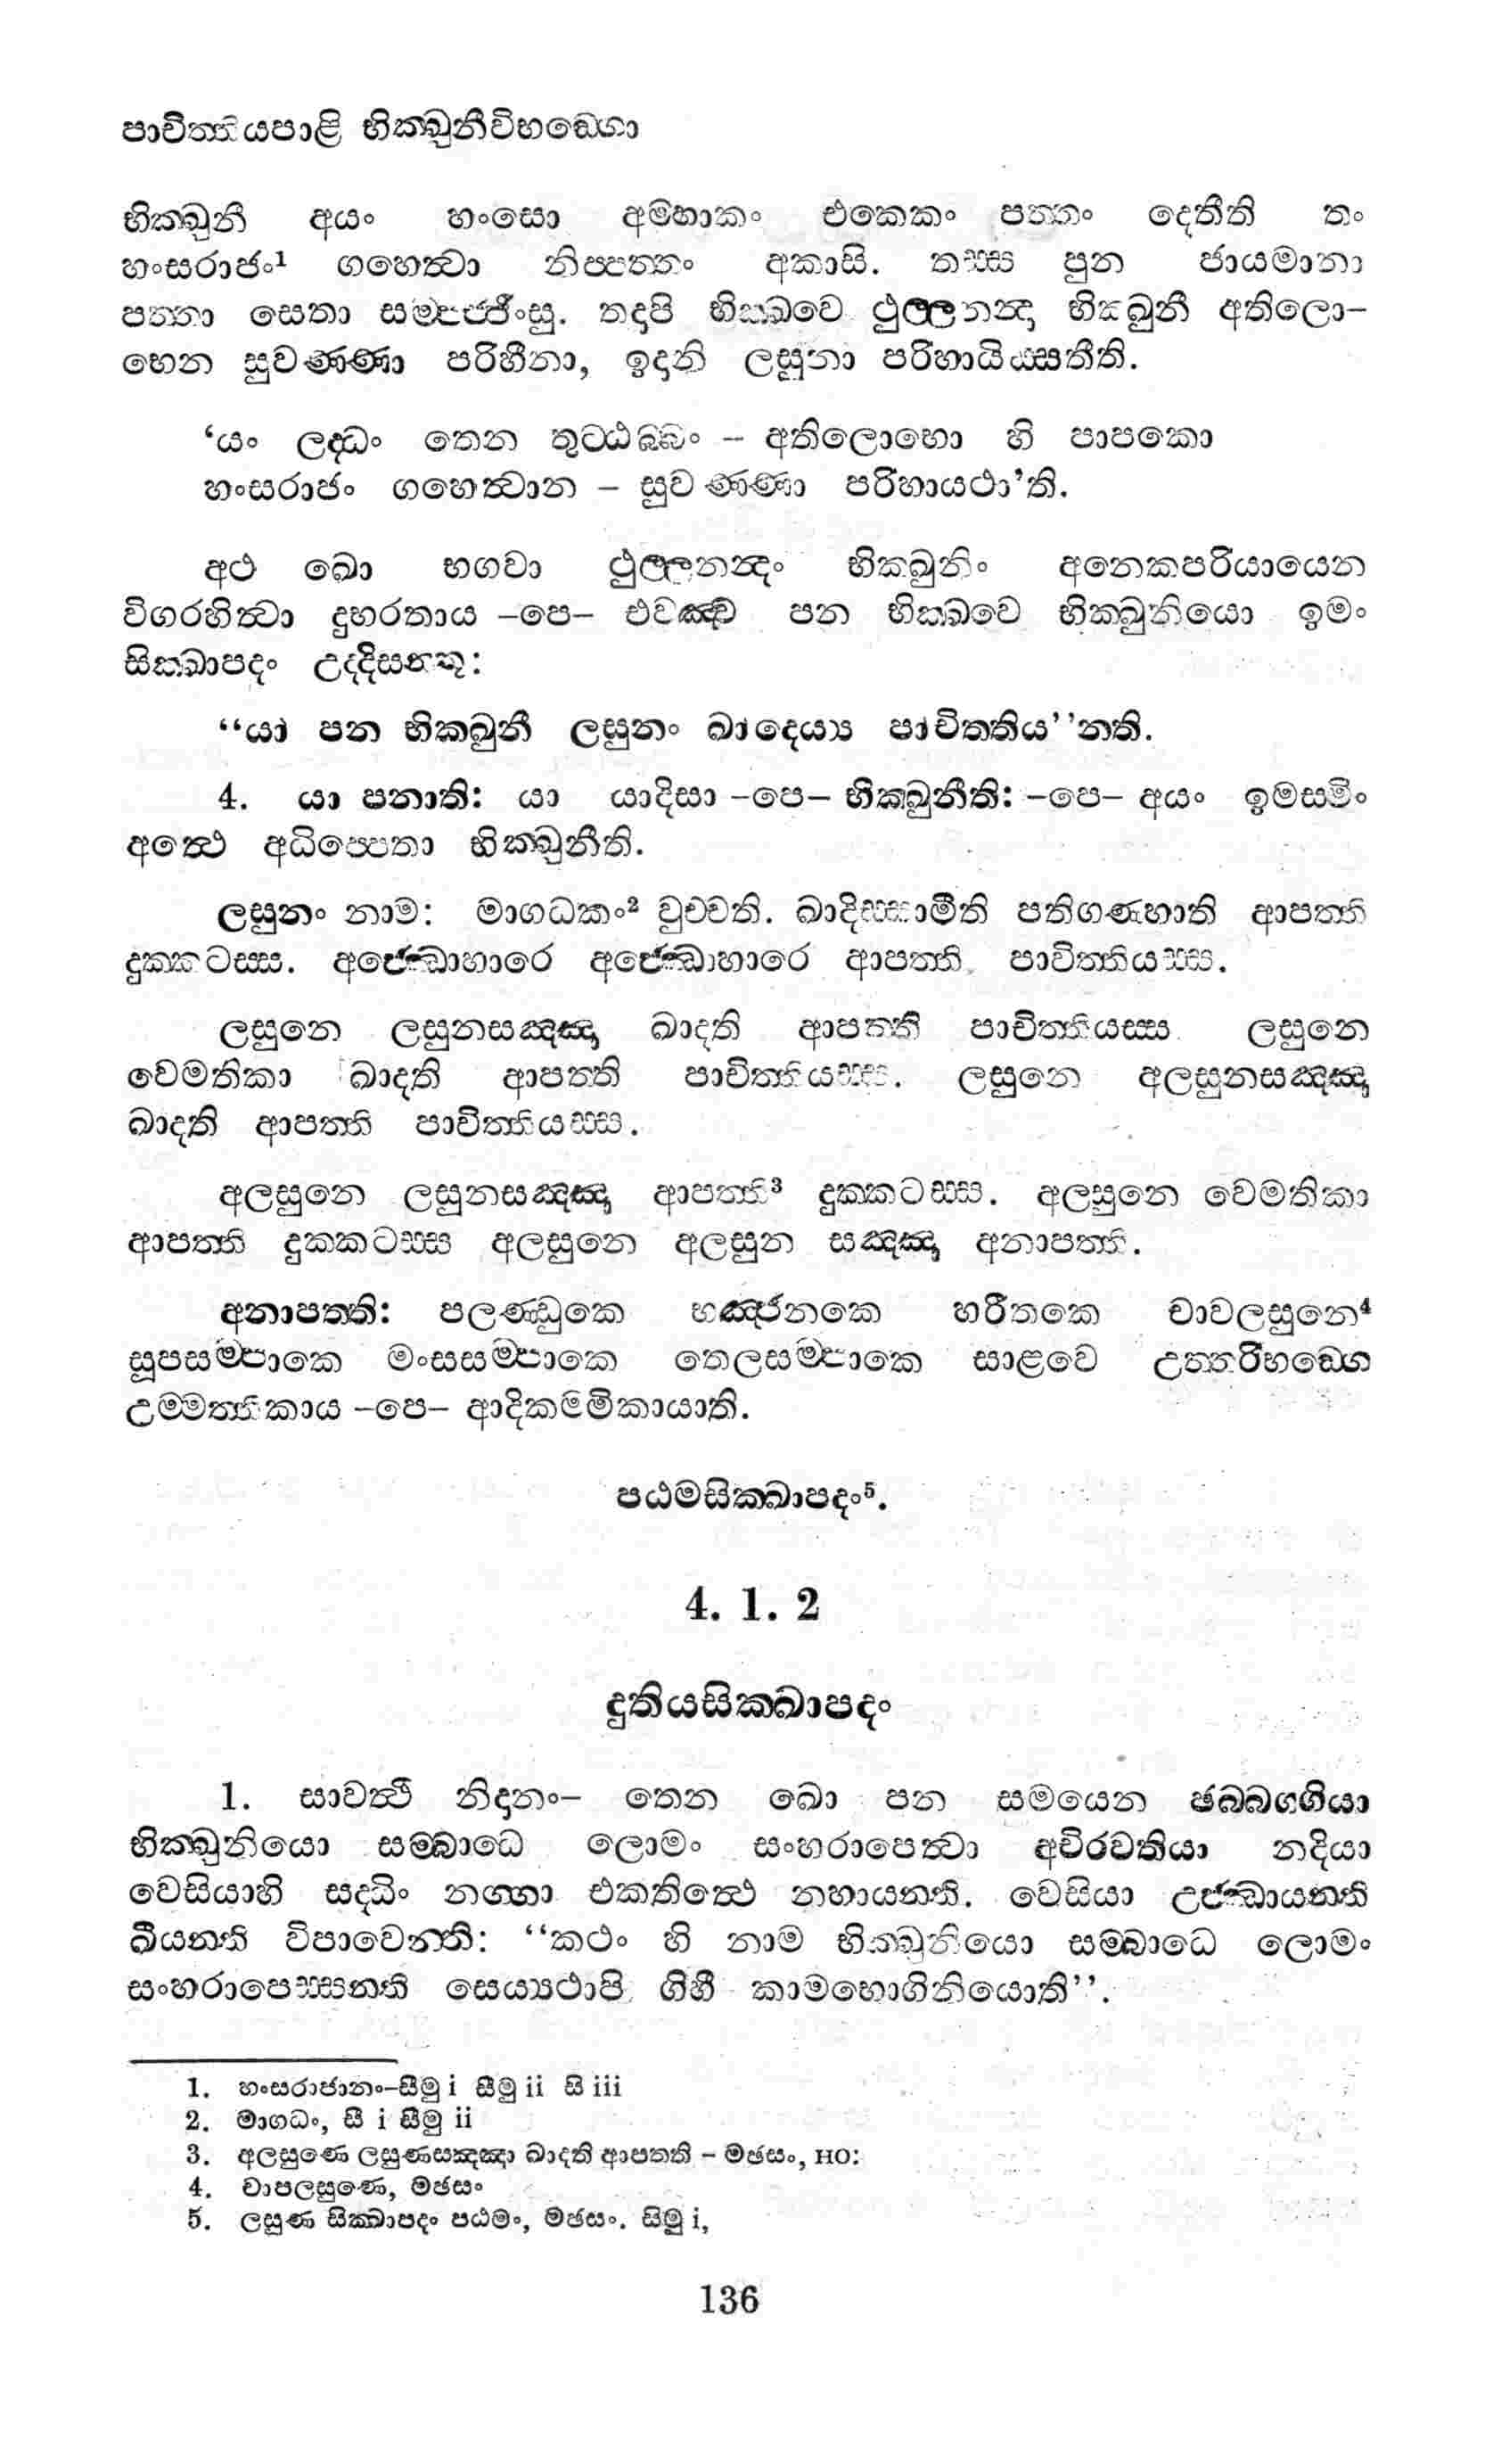 පාචිත්තියපාළි භික්ඛුනීවිභඞ්ගො
භික්ඛුනී අයං හංසො අම්හාකං එකෙකං පත්තං දෙතීති තං
හංසරාජං¹ ගහෙත්වා නිප්පත්තං අකාසි. තස්ස පුන ජායමානා
පත්තා සෙතා සම්පජ්ජිංසු. තදාපි භික්ඛවෙ ථුල්ලනන්දා භික්ඛුනී අතිලො–
භෙන සුවණ්ණා පරිහීනා, ඉදානි ලසුනා පරිහායිය්සතීති.
‘යං ලද්ධං තෙන තුට්ඨබ්බං – අතිලොභො හි පාපකො
හංසරාජං ගහෙත්වාන – සුවණ්ණා පරිහායථා’ති.
අථ ඛො භගවා ථුල්ලනන්දං භික්ඛුනිං අනෙකපරියායෙන
විගරහිත්වා දුභරතාය –පෙ– එවඤ්ච පන භික්ඛවෙ භික්ඛුනියො ඉමං
සික්ඛාපදං උද්දිසන්තූ:
“යා පන භික්ඛුනී ලසුනං ඛාදෙය්‍ය පාචිත්තිය’’න්ති.
4. යා පනාති: යා යාදිසා –පෙ– භික්ඛුනීති: –පෙ– අයං ඉමස්මිං
අත්ථෙ අධිප්පෙතා භික්ඛුනීති.
ලසුනං නාම: මාගධකං² වුච්චති. ඛාදිස්සාමීති පතිගණ්හාති ආපත්ති
දුක්කටස්ස. අජ්ඣොහාරෙ අජ්ඣොහාරෙ ආපත්ති පාචිත්තියස්ස.
ලසුනෙ ලසුනසඤ්ඤා ඛාදති ආපත්ති පාචිත්තියස්ස ලසුනෙ
වෙමතිකා ඛාදති ආපත්ති පාචිත්තියස්ස. ලසුනෙ අලසුනසඤ්ඤා
ඛාදති ආපත්ති පාචිත්තියස්ස.
අලසුනෙ ලසුනසඤ්ඤා ආපත්ති³ දුක්කටස්ස. අලසුනෙ වෙමතිකා
ආපත්ති දුක්කටස්ස අලසුනෙ අලසුන සඤ්ඤා අනාපත්ති.
අනාපත්ති: පලණ්ඩුකෙ භඤ්ජනකෙ හරීතකෙ චාවලසුනෙ⁴
සූපසම්පාකෙ මංසසම්පාකෙ තෙලසම්පාකෙ සාළවෙ උත්තරිභඞ්ගෙ
උම්මත්තිකාය –පෙ– ආදිකම්මිකායාති.
පඨමසික්ඛාපදං⁵.
4. 1. 2
දුතියසික්ඛාපදං
1. සාවත්ථි නිදානං– තෙන ඛො පන සමයෙන ඡබ්බග්ගියා
භික්ඛුනියො සම්බාධෙ ලොමං සංහරාපෙත්වා අචිරවතියා නදියා
වෙසියාහි සද්ධිං නග්ගා එකතිත්ථෙ නහායන්ති. වෙසියා උජ්ඣායන්ති
ඛීයන්ති විපාචෙන්ති: “කථං හි නාම භික්ඛුනියො සම්බාධෙ ලොමං
සංහරාපෙස්සන්ති සෙය්‍යථාපි ගිහී කාමභොගිනියොති’’.
1. හංසරාජානං–සීමු i සීමු ii සි iii
2. මාගධං, සී i සීමු ii
3. අලසුණෙ ලසුණසඤ්ඤා ඛාදති ආපත්ති – මඡසං, HO:
4. චාපලසුණෙ, මඡසං
5. ලසුණ සික්ඛාපදං පඨමං, මඡසං. සිමු i,
136